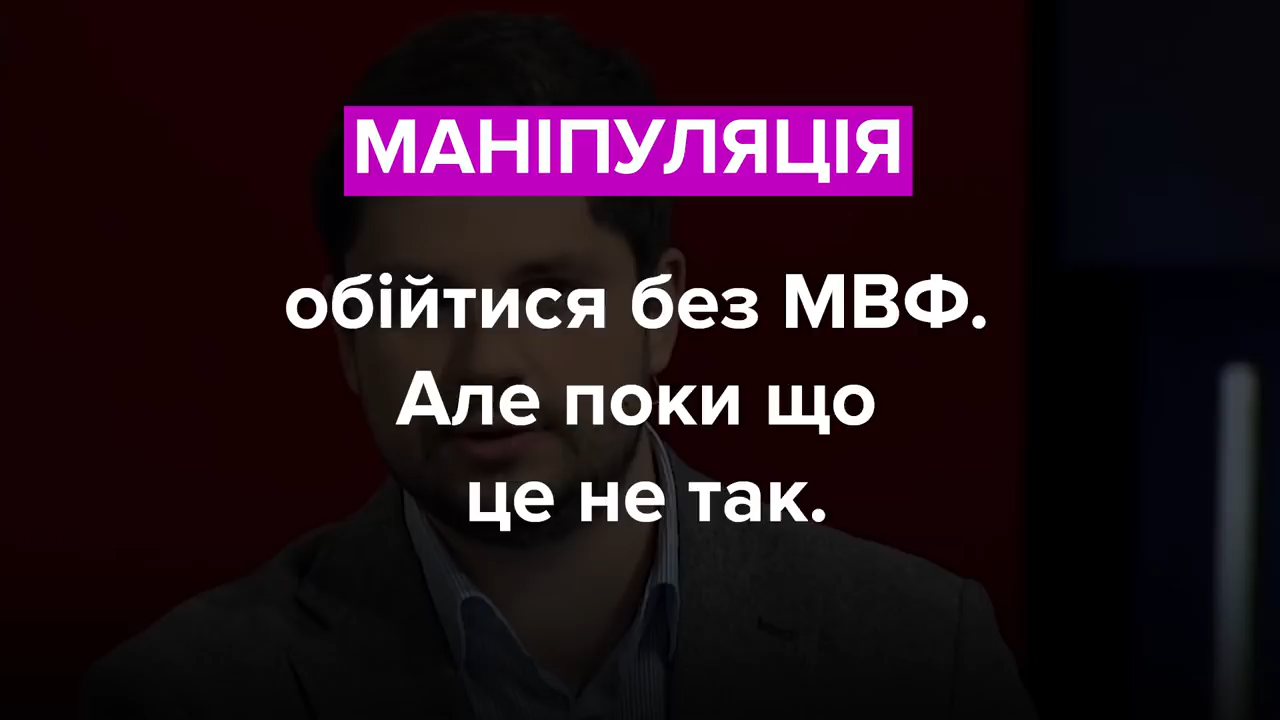 МАНІПУЛЯЦІЯ
обійтися без МВФ.
Але поки що
це не так.